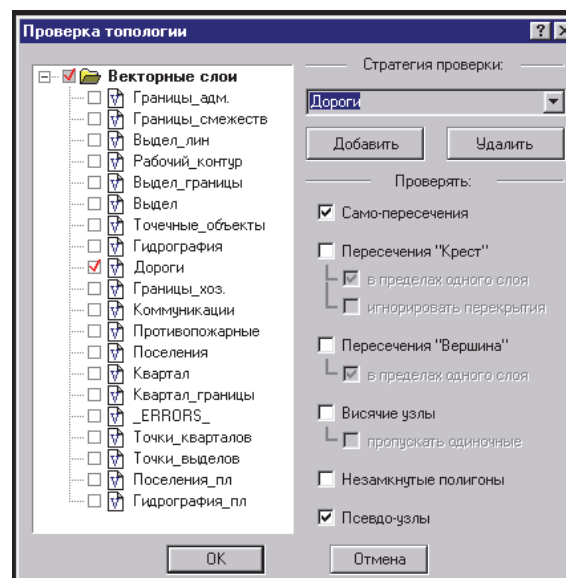 Проверка топологии
Векторные слои
Границы_адм.
Границы_смежеств
Выдел_лин
Рабочий_контур
Выдел_границы
Выдел
Точечные_объекты
Гидрография
Дороги
Границы_хоз.
Коммуникации
Противопожарные
Поселения
Квартал
Квартал_границы
_ERRORS_
Точки_кварталов
Точки_выделов
Поселения_пл
Гидрография_пл
Стратегия проверки:
Дороги
Добавить
Удалить
Проверять:
Само-пересечения
Пересечения "Крест"
в пределах одного слоя
игнорировать перекрытия
Пересечения "Вершина"
в пределах одного слоя
Висячие узлы
пропускать одиночные
Незамкнутые полигоны
Псевдо-узлы
OK
Отмена